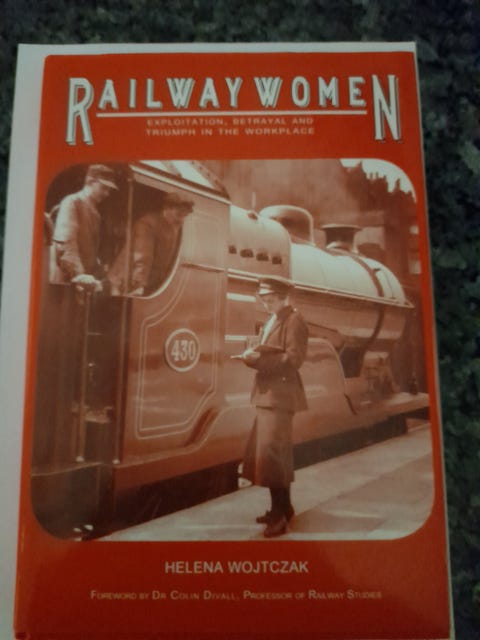 RAILWAY WOMEN
EXPLOITATION, BETRAYAL AND
TRIUMPH IN THE WORKPLACE
430
HELENA WOJTCZAK
FOREWORD BY DR COLIN DIVALL, PROFESSOR OF RAILWAY STUDIES